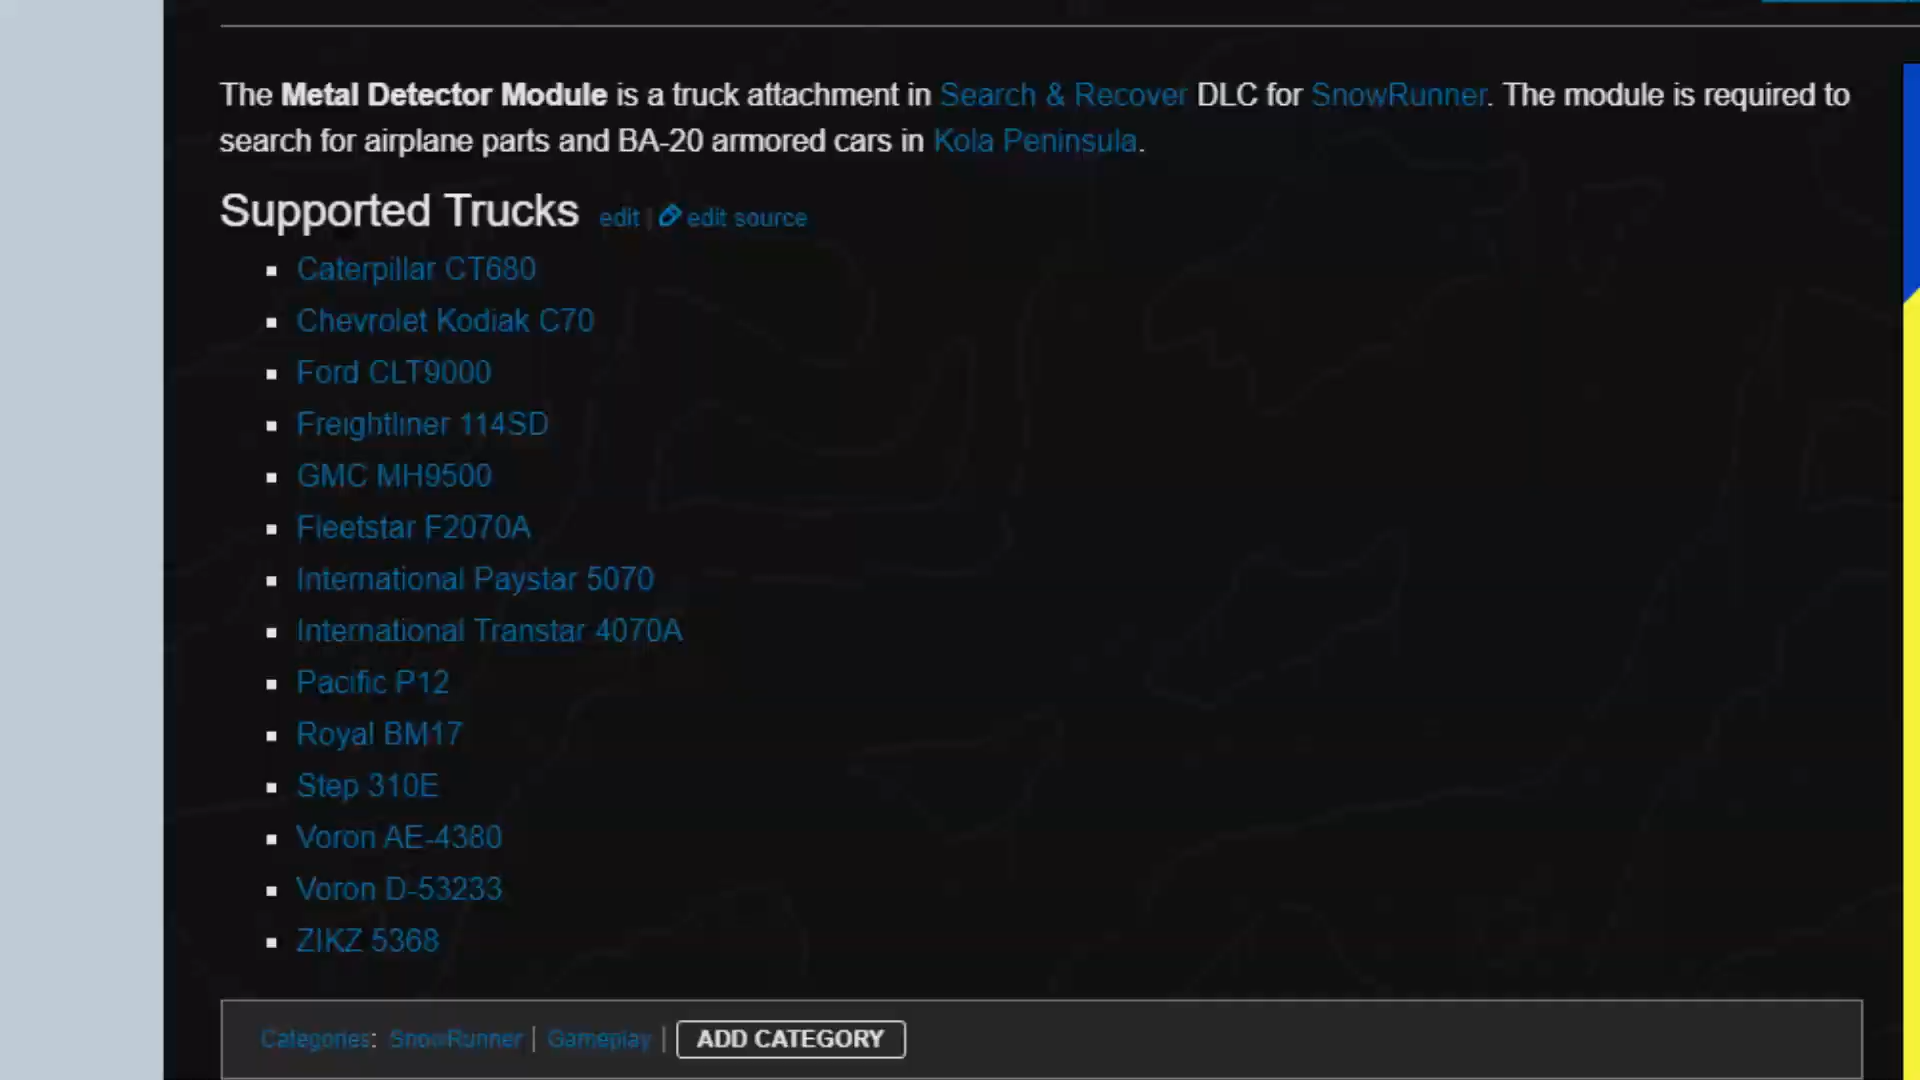 The Metal Detector Module is a truck attachment in Search & Recover DLC for SnowRunner. The module is required to
search for airplane parts and BA-20 armored cars in Kola Peninsula.
Supported Trucks edit | edit source
Caterpillar CT680
Chevrolet Kodiak C70
Ford CLT9000
Freightliner 114SD
GMC MH9500
Fleetstar F2070A
International Paystar 5070
International Transtar 4070A
Pacific P12
Royal BM17
Step 310E
Voron AE-4380
Voron D-53233
ZIKZ 5368
Categories: SnowRunner | Gameplay | ADD CATEGORY